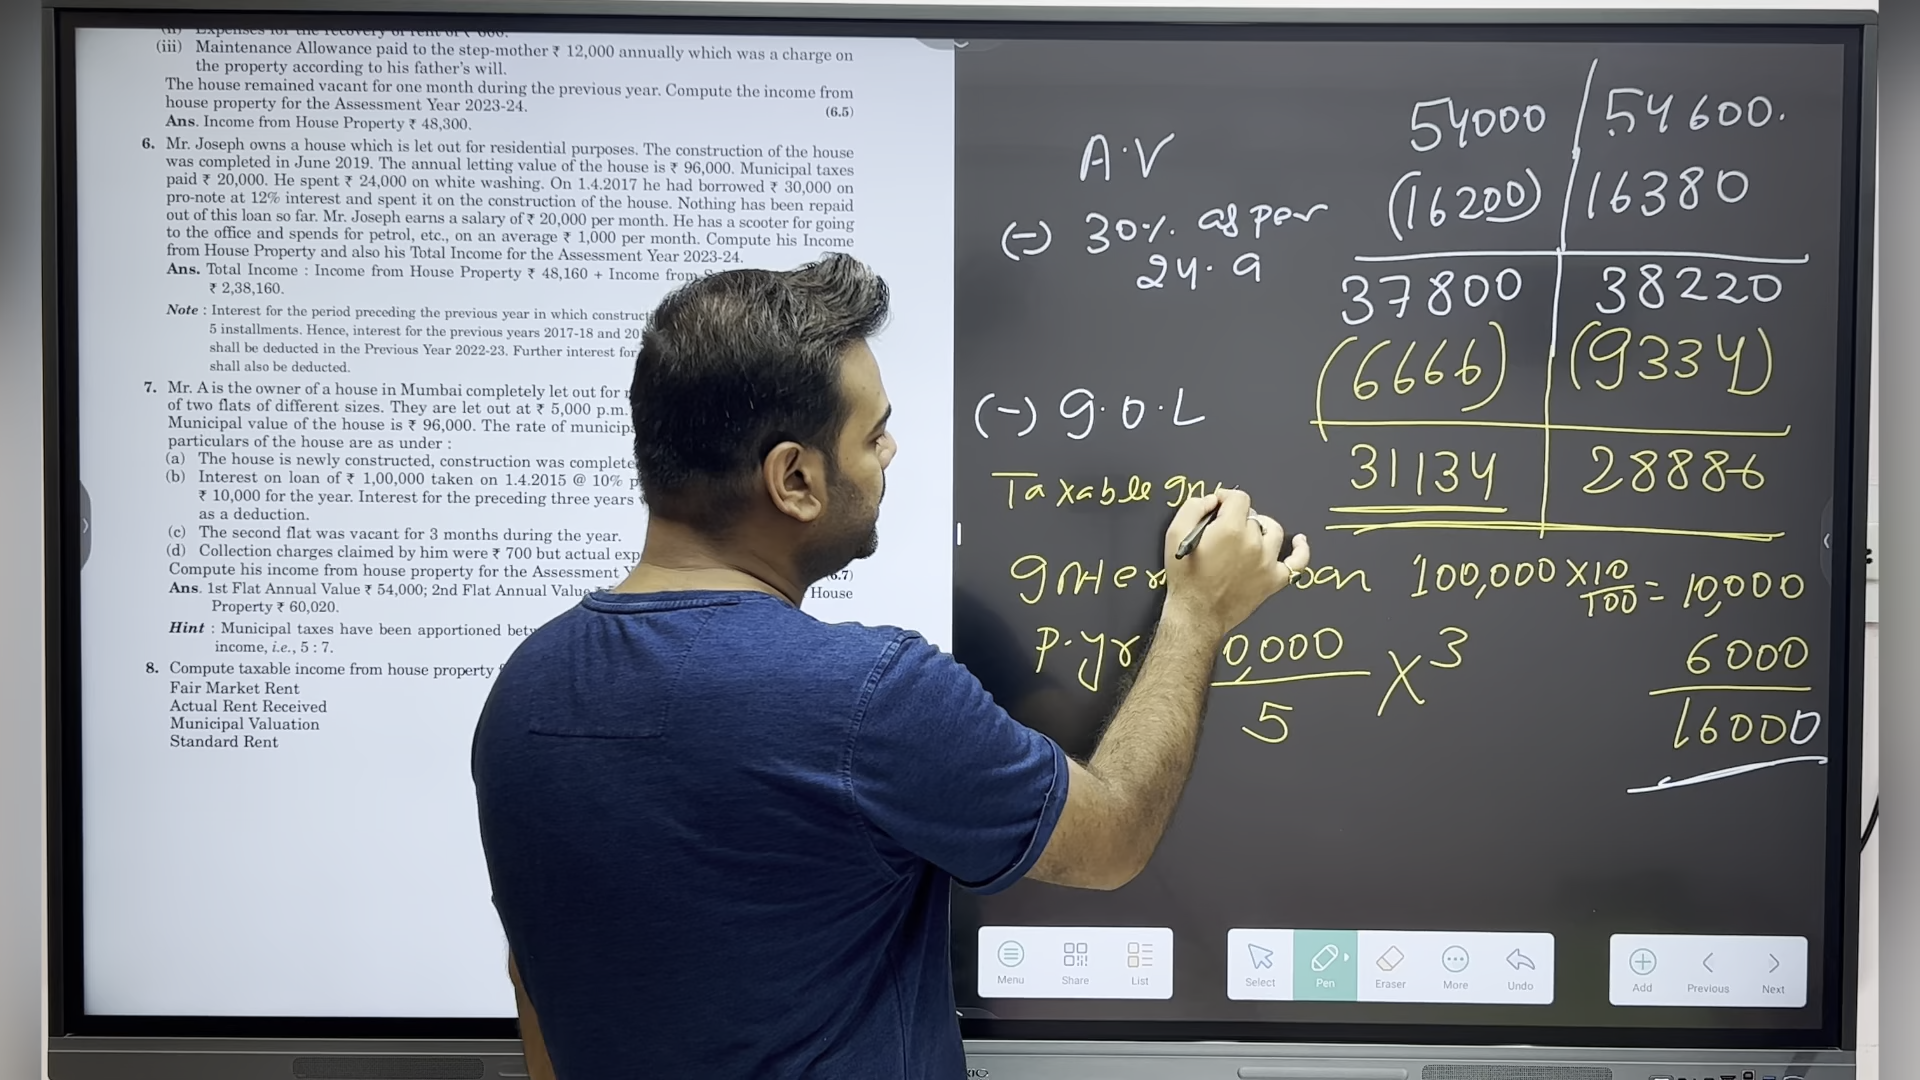 (ii) Expenses for the recovery of rent of ₹ 600.
(iii) Maintenance Allowance paid to the step-mother ₹ 12,000 annually which was a charge on
the property according to his father's will.
The house remained vacant for one month during the previous year. Compute the income from
house property for the Assessment Year 2023-24. (6.5)
Ans. Income from House Property ₹ 48,300.
6. Mr. Joseph owns a house which is let out for residential purposes. The construction of the house
was completed in June 2019. The annual letting value of the house is ₹ 96,000. Municipal taxes
paid ₹ 20,000. He spent ₹ 24,000 on white washing. On 1.4.2017 he had borrowed ₹ 30,000 on
pro-note at 12% interest and spent it on the construction of the house. Nothing has been repaid
out of this loan so far. Mr. Joseph earns a salary of ₹ 20,000 per month. He has a scooter for going
to the office and spends for petrol, etc., on an average ₹ 1,000 per month. Compute his Income
from House Property and also his Total Income for the Assessment Year 2023-24.
Ans. Total Income : Income from House Property ₹ 48,160 + Income from
₹ 2,38,160.
Note : Interest for the period preceding the previous year in which
5 installments. Hence, interest for the previous years 2017-18 and
shall be deducted in the Previous Year 2022-23. Further interest for
shall also be deducted.
7. Mr. A is the owner of a house in Mumbai completely let out for
of two flats of different sizes. They are let out at ₹ 5,000 p.m.
Municipal value of the house is ₹ 96,000. The rate of
particulars of the house are as under :
(a) The house is newly constructed, construction was
(b) Interest on loan of ₹ 1,00,000 taken on 1.4.2015 @ 10%
₹ 10,000 for the year. Interest for the preceding three years
as a deduction.
(c) The second flat was vacant for 3 months during the year.
(d) Collection charges claimed by him were ₹ 700 but actual
Compute his income from house property for the Assessment 6.7)
Ans. 1st Flat Annual Value ₹ 54,000; 2nd Flat Annual House
Property ₹ 60,020.
Hint : Municipal taxes have been apportioned
income, i.e., 5 : 7.
8. Compute taxable income from house property
Fair Market Rent
Actual Rent Received
Municipal Valuation
Standard Rent
A.V 54000 54600.
(-) 30% as per (16200) 16380
24.a
37800 38220
(-) I.O.L (6666) (9334)
Taxable 31134 28886
100,000 × 10/100 = 10,000
P.yr 0,000/5 × 3 6000
16000
Menu
Share
List
Select
Pen
Eraser
More
Undo
Add
Previous
Next